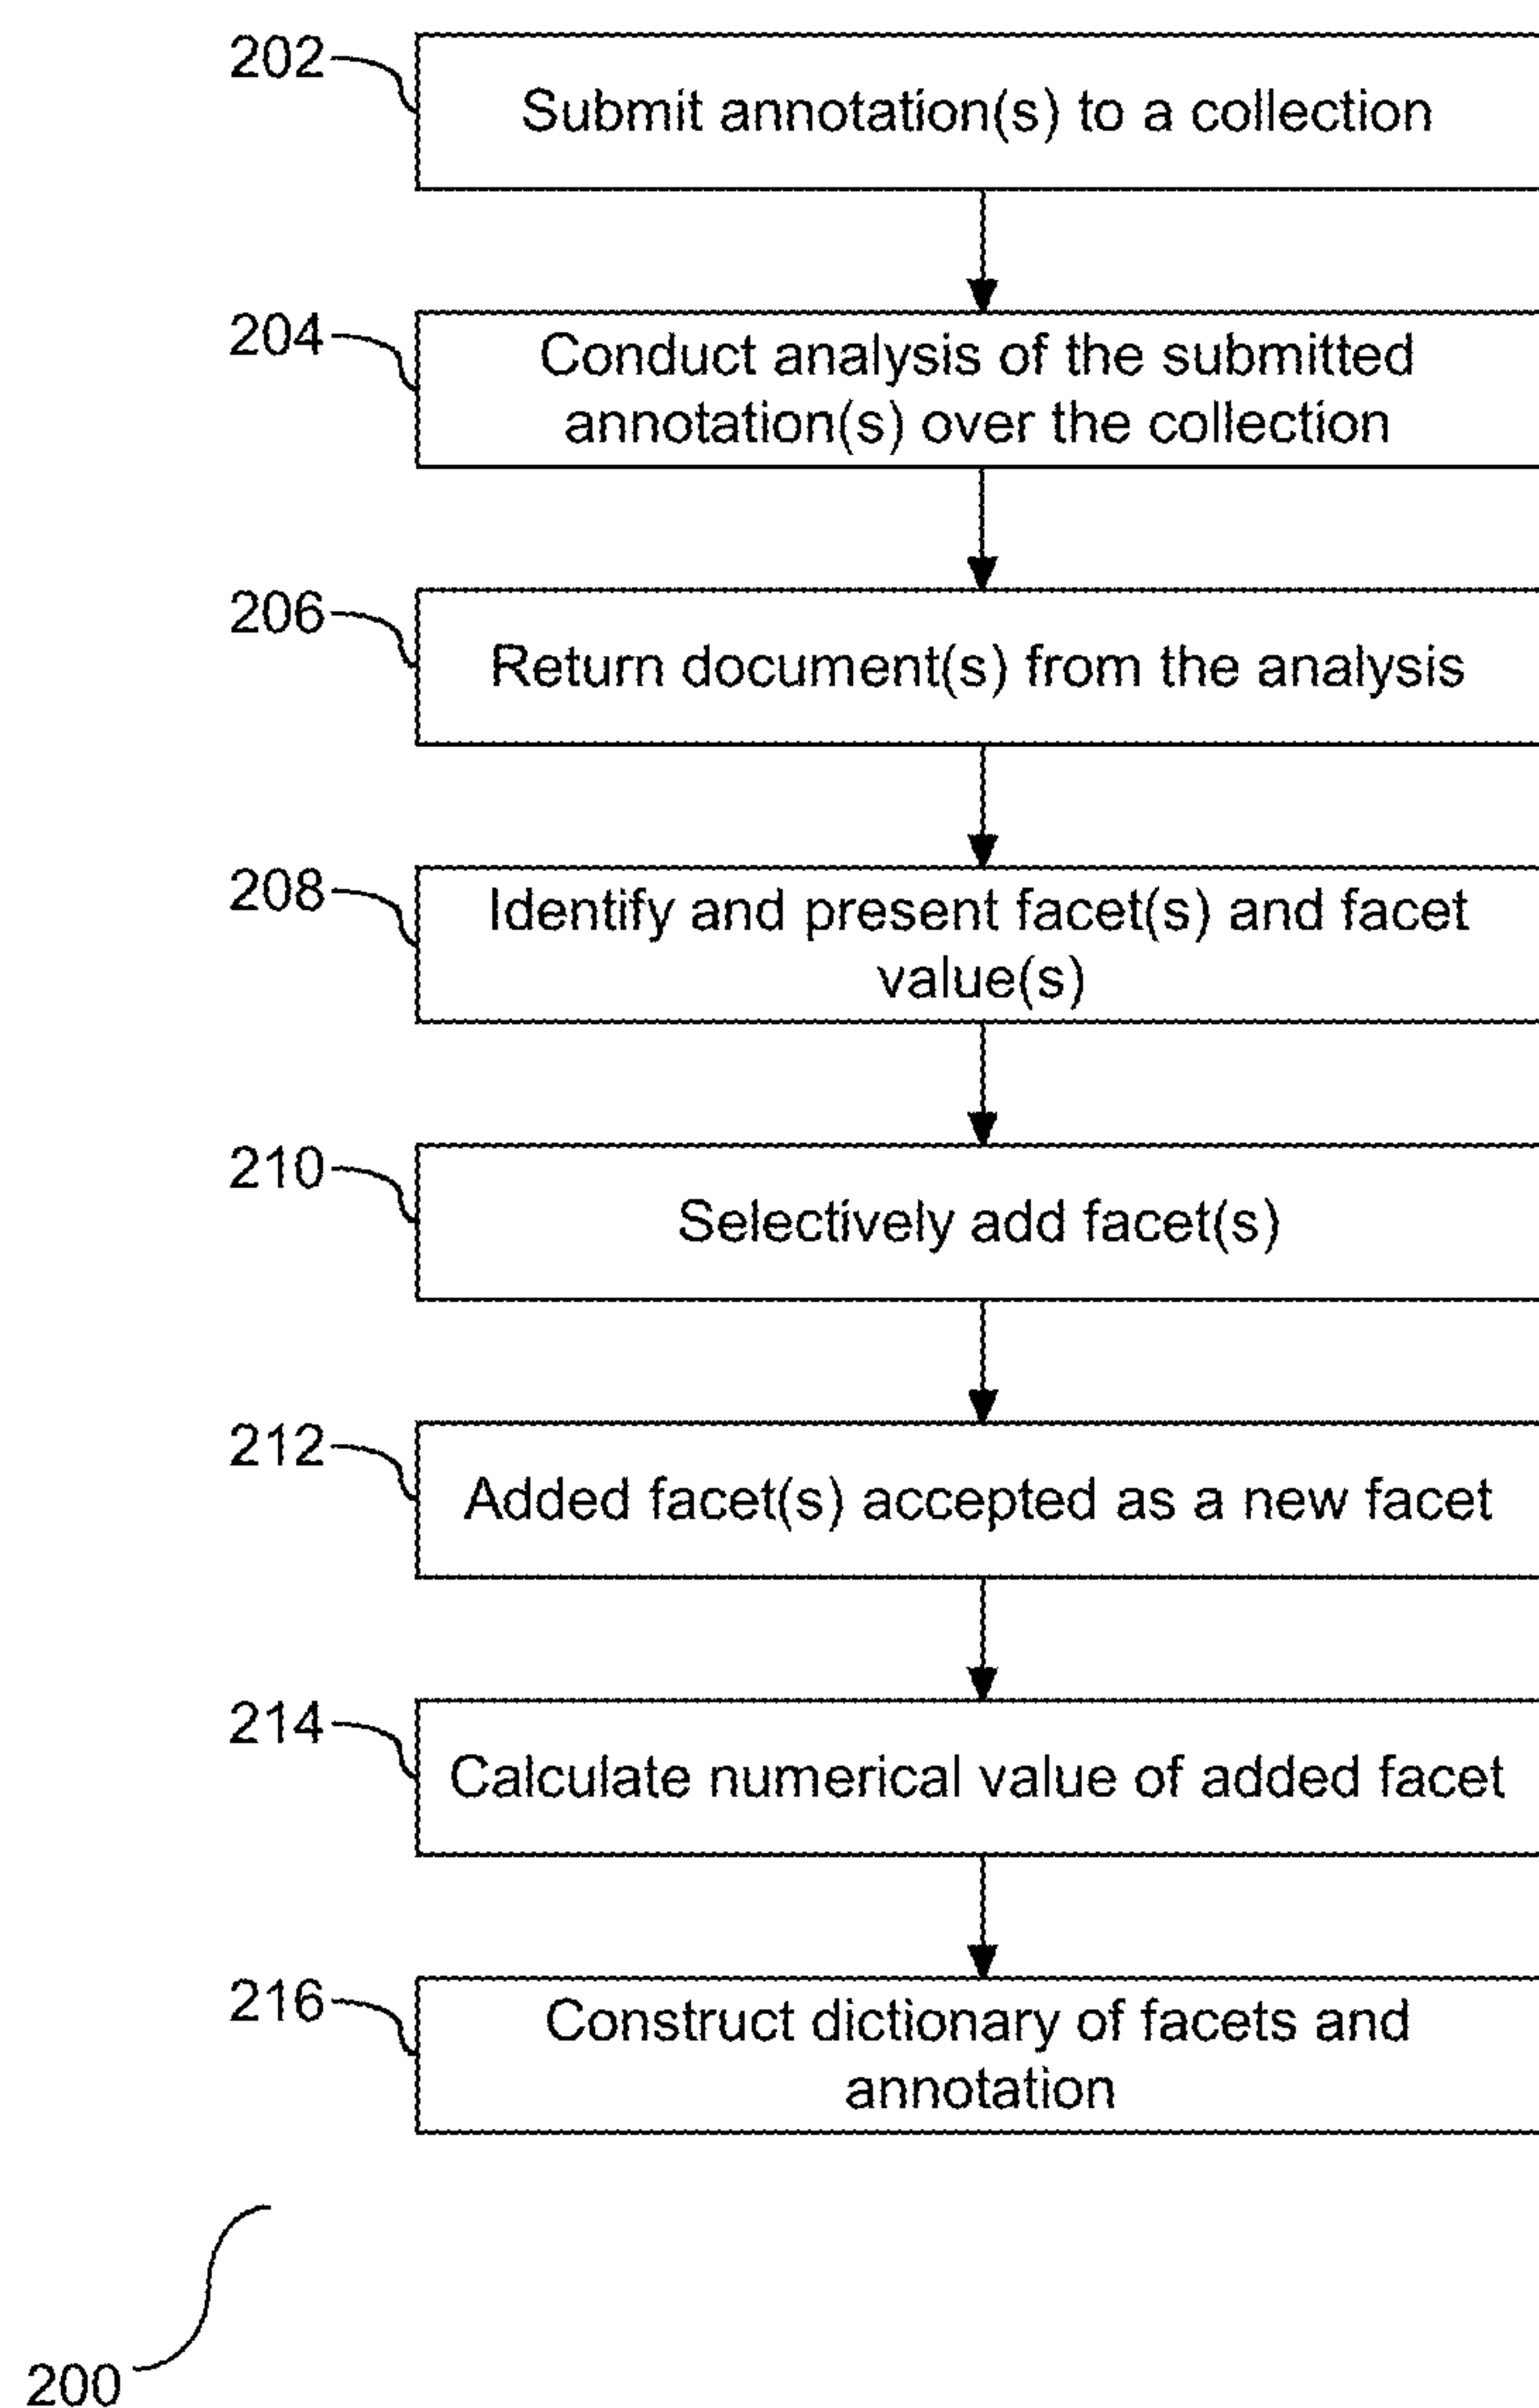 202
Submit annotation(s) to a collection
204
Conduct analysis of the submitted
annotation(s) over the collection
206
Return document(s) from the analysis
208
Identify and present facet(s) and facet
value(s)
210
Selectively add facet(s)
212
Added facet(s) accepted as a new facet
214
Calculate numerical value of added facet
216
Construct dictionary of facets and
annotation
200